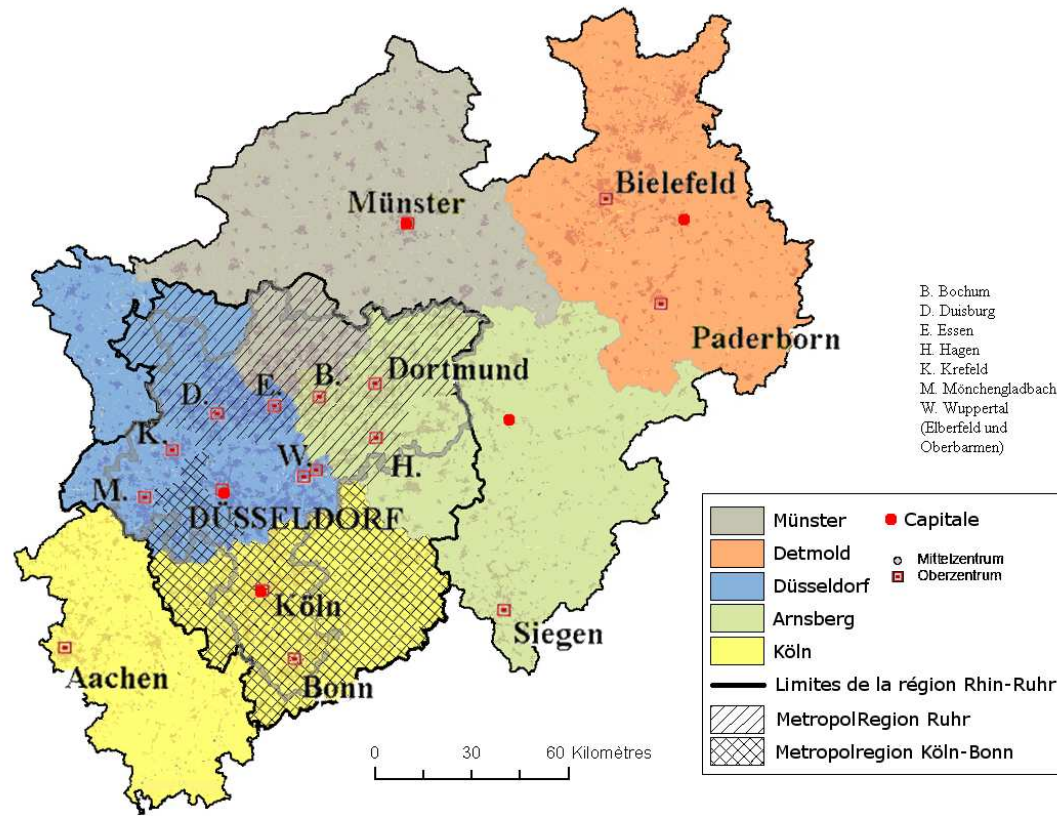 Bielefeld
Münster
Paderborn
Dortmund
B.
E.
D.
K.
W.
H.
M.
DÜSSELDORF
Köln
Siegen
Aachen
Bonn
0 30 60 Kilomètres
B. Bochum
D. Duisburg
E. Essen
H. Hagen
K. Krefeld
M. Mönchengladbach
W. Wuppertal
(Elberfeld und
Oberbarmen)
Münster
Detmold
Düsseldorf
Arnsberg
Köln
Limites de la région Rhin-Ruhr
MetropolRegion Ruhr
Metropolregion Köln-Bonn
Capitale
Mittelzentrum
Oberzentrum